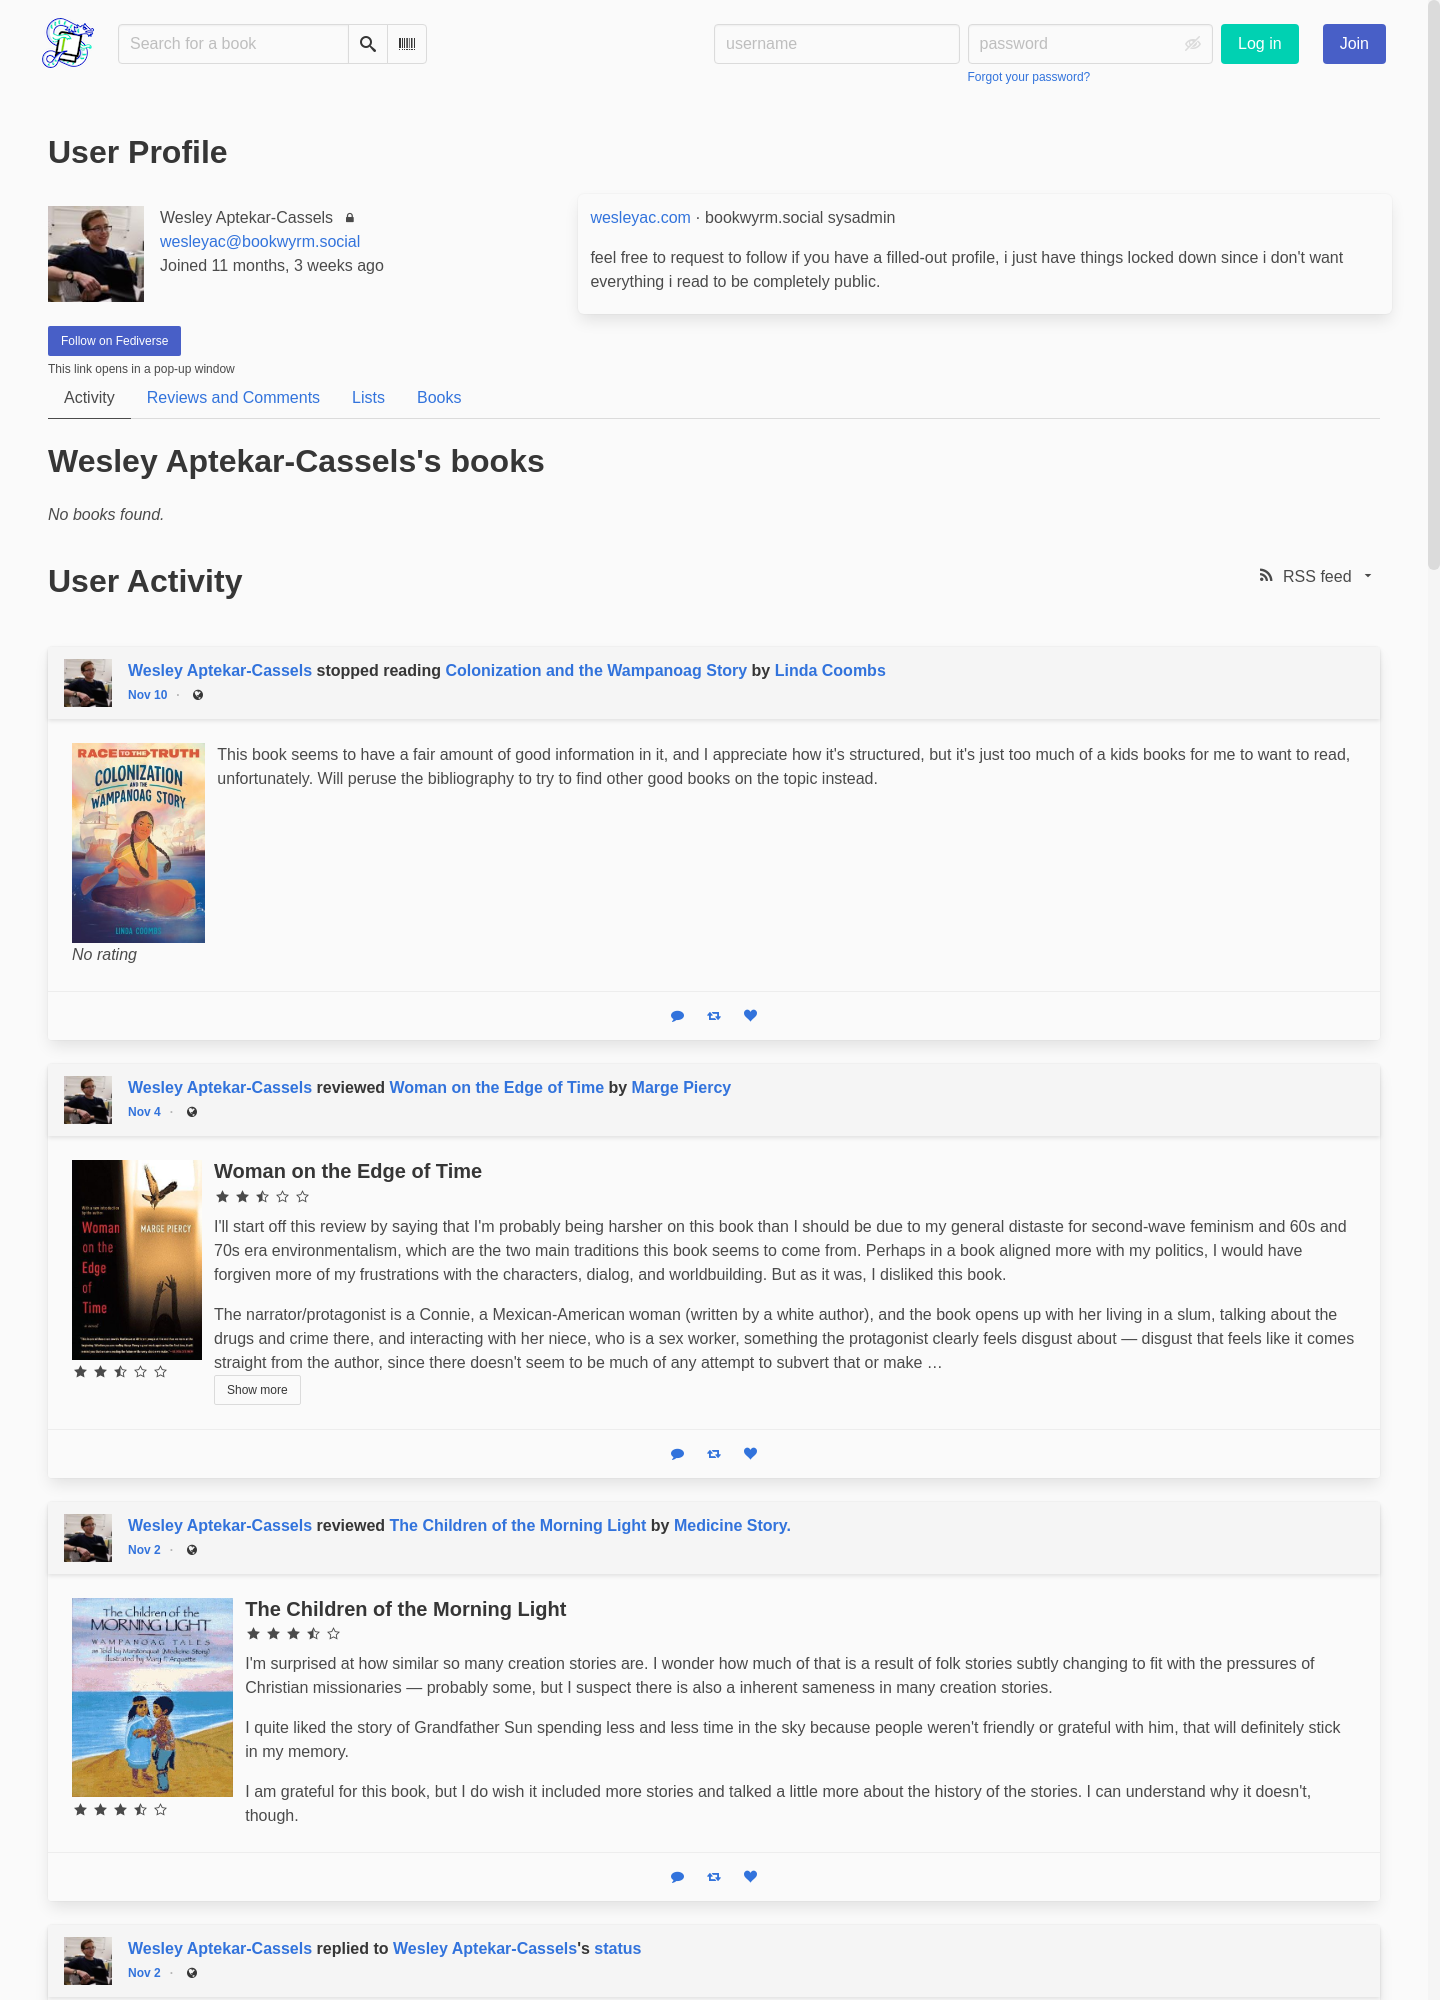 Search for a book
username
password
Log in
Join
Forgot your password?
User Profile
Wesley Aptekar-Cassels
wesleyac@bookwyrm.social
Joined 11 months, 3 weeks ago
wesleyac.com · bookwyrm.social sysadmin
feel free to request to follow if you have a filled-out profile, i just have things locked down since i don't want
everything i read to be completely public.
Follow on Fediverse
This link opens in a pop-up window
Activity
Reviews and Comments
Lists
Books
Wesley Aptekar-Cassels's books
No books found.
User Activity
RSS feed
Wesley Aptekar-Cassels stopped reading Colonization and the Wampanoag Story by Linda Coombs
Nov 10 ·
RACE TO THE TRUTH
COLONIZATION
AND THE
WAMPANOAG STORY
LINDA COOMBS
This book seems to have a fair amount of good information in it, and I appreciate how it's structured, but it's just too much of a kids books for me to want to read,
unfortunately. Will peruse the bibliography to try to find other good books on the topic instead.
No rating
Wesley Aptekar-Cassels reviewed Woman on the Edge of Time by Marge Piercy
Nov 4 ·
MARGE PIERCY
Woman
on the
Edge
of
Time
a novel
Woman on the Edge of Time
I'll start off this review by saying that I'm probably being harsher on this book than I should be due to my general distaste for second-wave feminism and 60s and
70s era environmentalism, which are the two main traditions this book seems to come from. Perhaps in a book aligned more with my politics, I would have
forgiven more of my frustrations with the characters, dialog, and worldbuilding. But as it was, I disliked this book.
The narrator/protagonist is a Connie, a Mexican-American woman (written by a white author), and the book opens up with her living in a slum, talking about the
drugs and crime there, and interacting with her niece, who is a sex worker, something the protagonist clearly feels disgust about — disgust that feels like it comes
straight from the author, since there doesn't seem to be much of any attempt to subvert that or make …
Show more
Wesley Aptekar-Cassels reviewed The Children of the Morning Light by Medicine Story.
Nov 2 ·
The Children of the
MORNING LIGHT
WAMPANOAG TALES
as Told by Manitonquat (Medicine Story)
Illustrated by Mary F. Arquette
The Children of the Morning Light
I'm surprised at how similar so many creation stories are. I wonder how much of that is a result of folk stories subtly changing to fit with the pressures of
Christian missionaries — probably some, but I suspect there is also a inherent sameness in many creation stories.
I quite liked the story of Grandfather Sun spending less and less time in the sky because people weren't friendly or grateful with him, that will definitely stick
in my memory.
I am grateful for this book, but I do wish it included more stories and talked a little more about the history of the stories. I can understand why it doesn't,
though.
Wesley Aptekar-Cassels replied to Wesley Aptekar-Cassels's status
Nov 2 ·